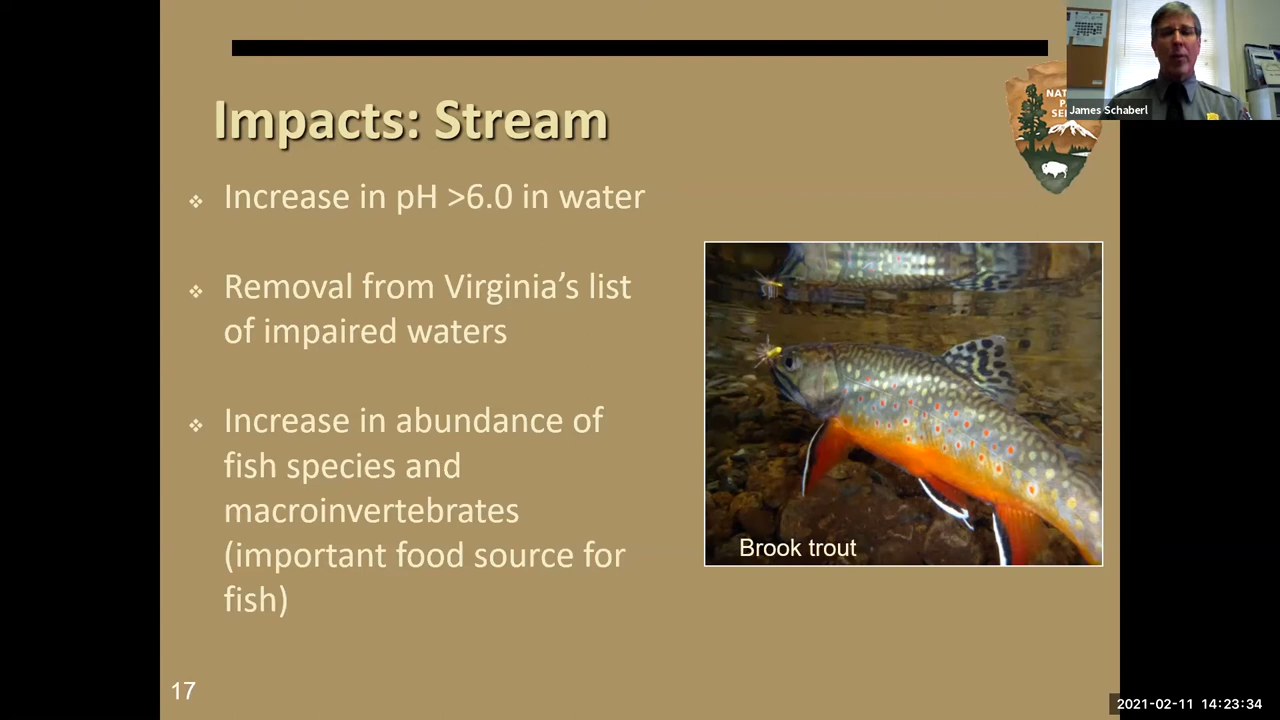 Impacts: Stream
NAT
P
SE
James Schaberl
Increase in pH >6.0 in water
Removal from Virginia’s list
of impaired waters
Increase in abundance of
fish species and
macroinvertebrates
(important food source for
fish)
Brook trout
17
2021-02-11 14:23:34